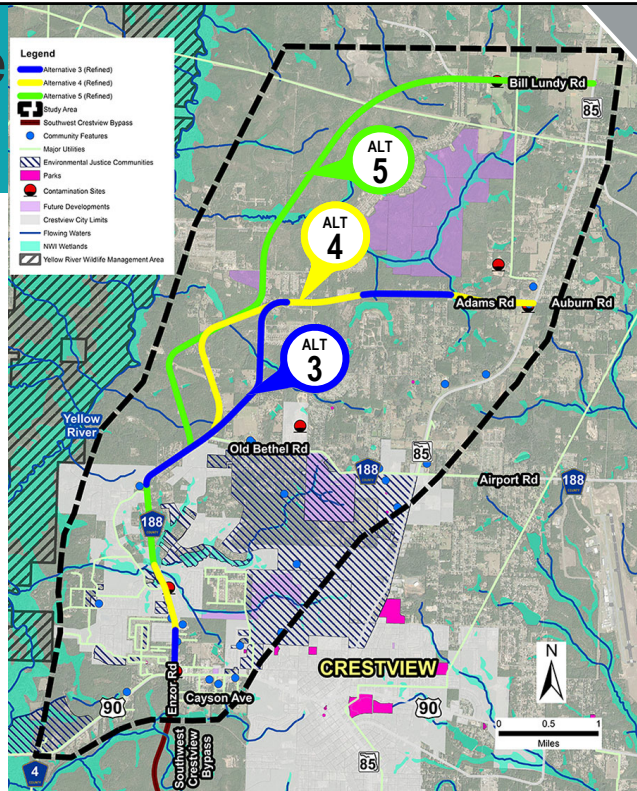 e
Legend
Alternative 3 (Refined)
Alternative 4 (Refined)
Alternative 5 (Refined)
Study Area
Southwest Crestview Bypass
Community Features
Major Utilities
Environmental Justice Communities
Parks
Contamination Sites
Future Developments
Crestview City Limits
Flowing Waters
NWI Wetlands
Yellow River Wildlife Management Area
Bill Lundy Rd
85
ALT
5
ALT
4
Adams Rd
Auburn Rd
ALT
3
Yellow
River
Old Bethel Rd
85
188
COUNTY
Airport Rd
188
COUNTY
188
COUNTY
N
CRESTVIEW
Enzor Rd
Cayson Ave
90
90
0 0.5 1
Miles
Southwest
Crestview
Bypass
85
4
COUNTY